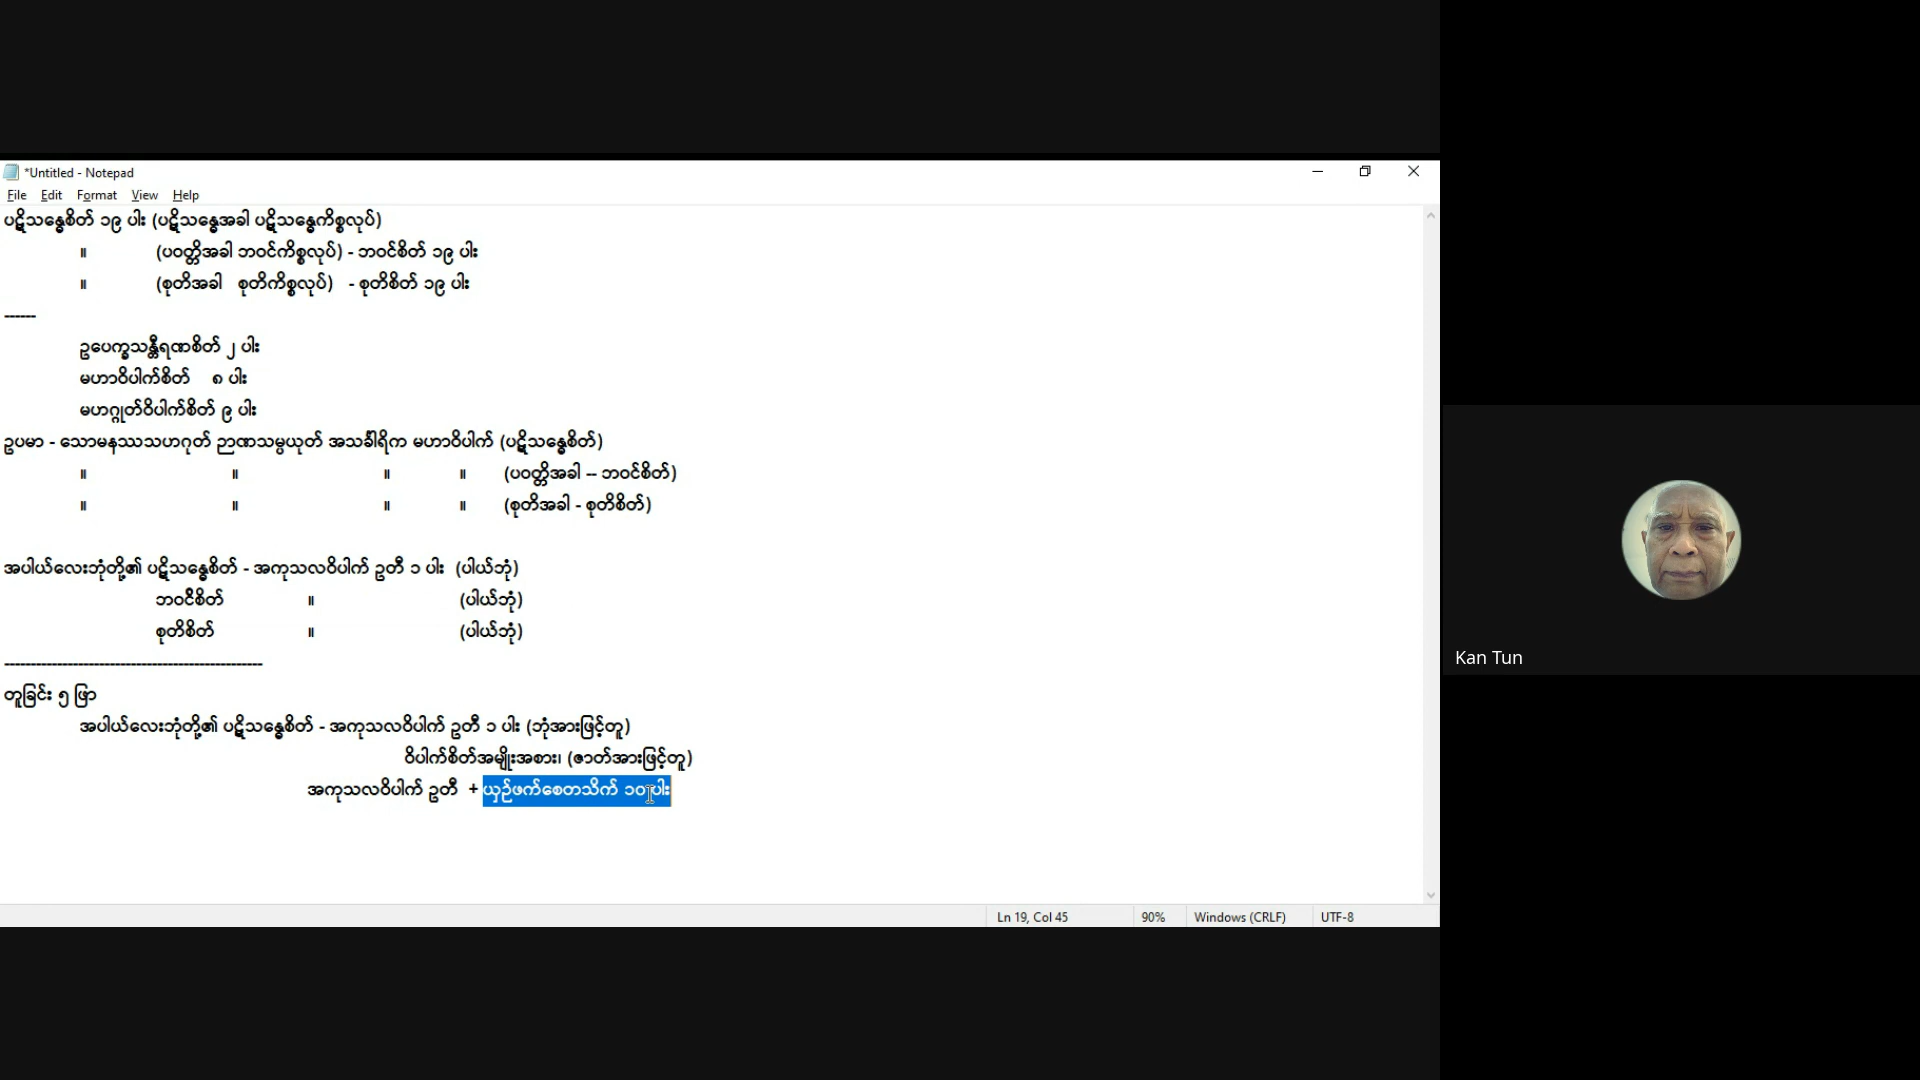 *Untitled - Notepad
File Edit Format View Help
ပဋိသန္ဓေစိတ် ၁၉ ပါး (ပဋိသန္ဓေအခါ ပဋိသန္ဓေကိစ္စလုပ်)
။ (ပဝတ္တိအခါ ဘဝင်ကိစ္စလုပ်) - ဘဝင်စိတ် ၁၉ ပါး
။ (စုတိအခါ စုတိကိစ္စလုပ်) - စုတိစိတ် ၁၉ ပါး
------
ဥပေက္ခသန္တီရဏစိတ် ၂ ပါး
မဟာဝိပါက်စိတ် ၈ ပါး
မဟဂ္ဂုတ်ဝိပါက်စိတ် ၉ ပါး
ဥပမာ - သောမနဿသဟဂုတ် ဉာဏသမ္ပယုတ် အသင်္ခါရိက မဟာဝိပါက် (ပဋိသန္ဓေစိတ်)
။ ။ ။ ။ (ပဝတ္တိအခါ -- ဘဝင်စိတ်)
။ ။ ။ ။ (စုတိအခါ - စုတိစိတ်)
အပါယ်လေးဘုံတို့၏ ပဋိသန္ဓေစိတ် - အကုသလဝိပါက် ဥတီ ၁ ပါး (ပါယ်ဘုံ)
ဘဝင်စိတ် ။ (ပါယ်ဘုံ)
စုတိစိတ် ။ (ပါယ်ဘုံ)
-------------------------------------------------
တူခြင်း ၅ ဖြာ
အပါယ်လေးဘုံတို့၏ ပဋိသန္ဓေစိတ် - အကုသလဝိပါက် ဥတီ ၁ ပါး (ဘုံအားဖြင့်တူ)
ဝိပါက်စိတ်အမျိုးအစား၊ (ဇာတ်အားဖြင့်တူ)
အကုသလဝိပါက် ဥတီ + ယှဉ်ဖက်စေတသိက် ၁၀ ပါး
Ln 19, Col 45 90% Windows (CRLF) UTF-8
Kan Tun